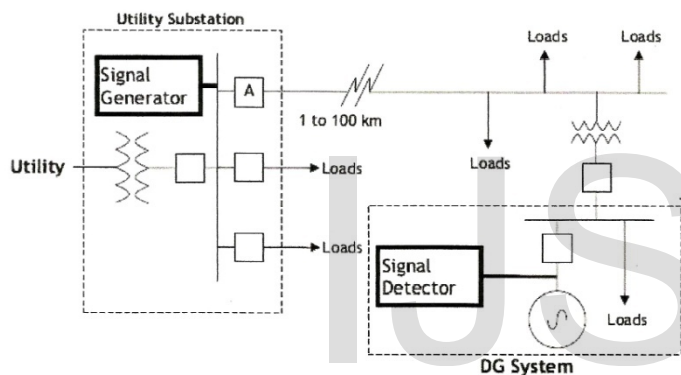 Utility Substation
Signal
Generator
A
Loads
Loads
1 to 100 km
Utility
Loads
Loads
Loads
Signal
Detector
Loads
DG System
IUS